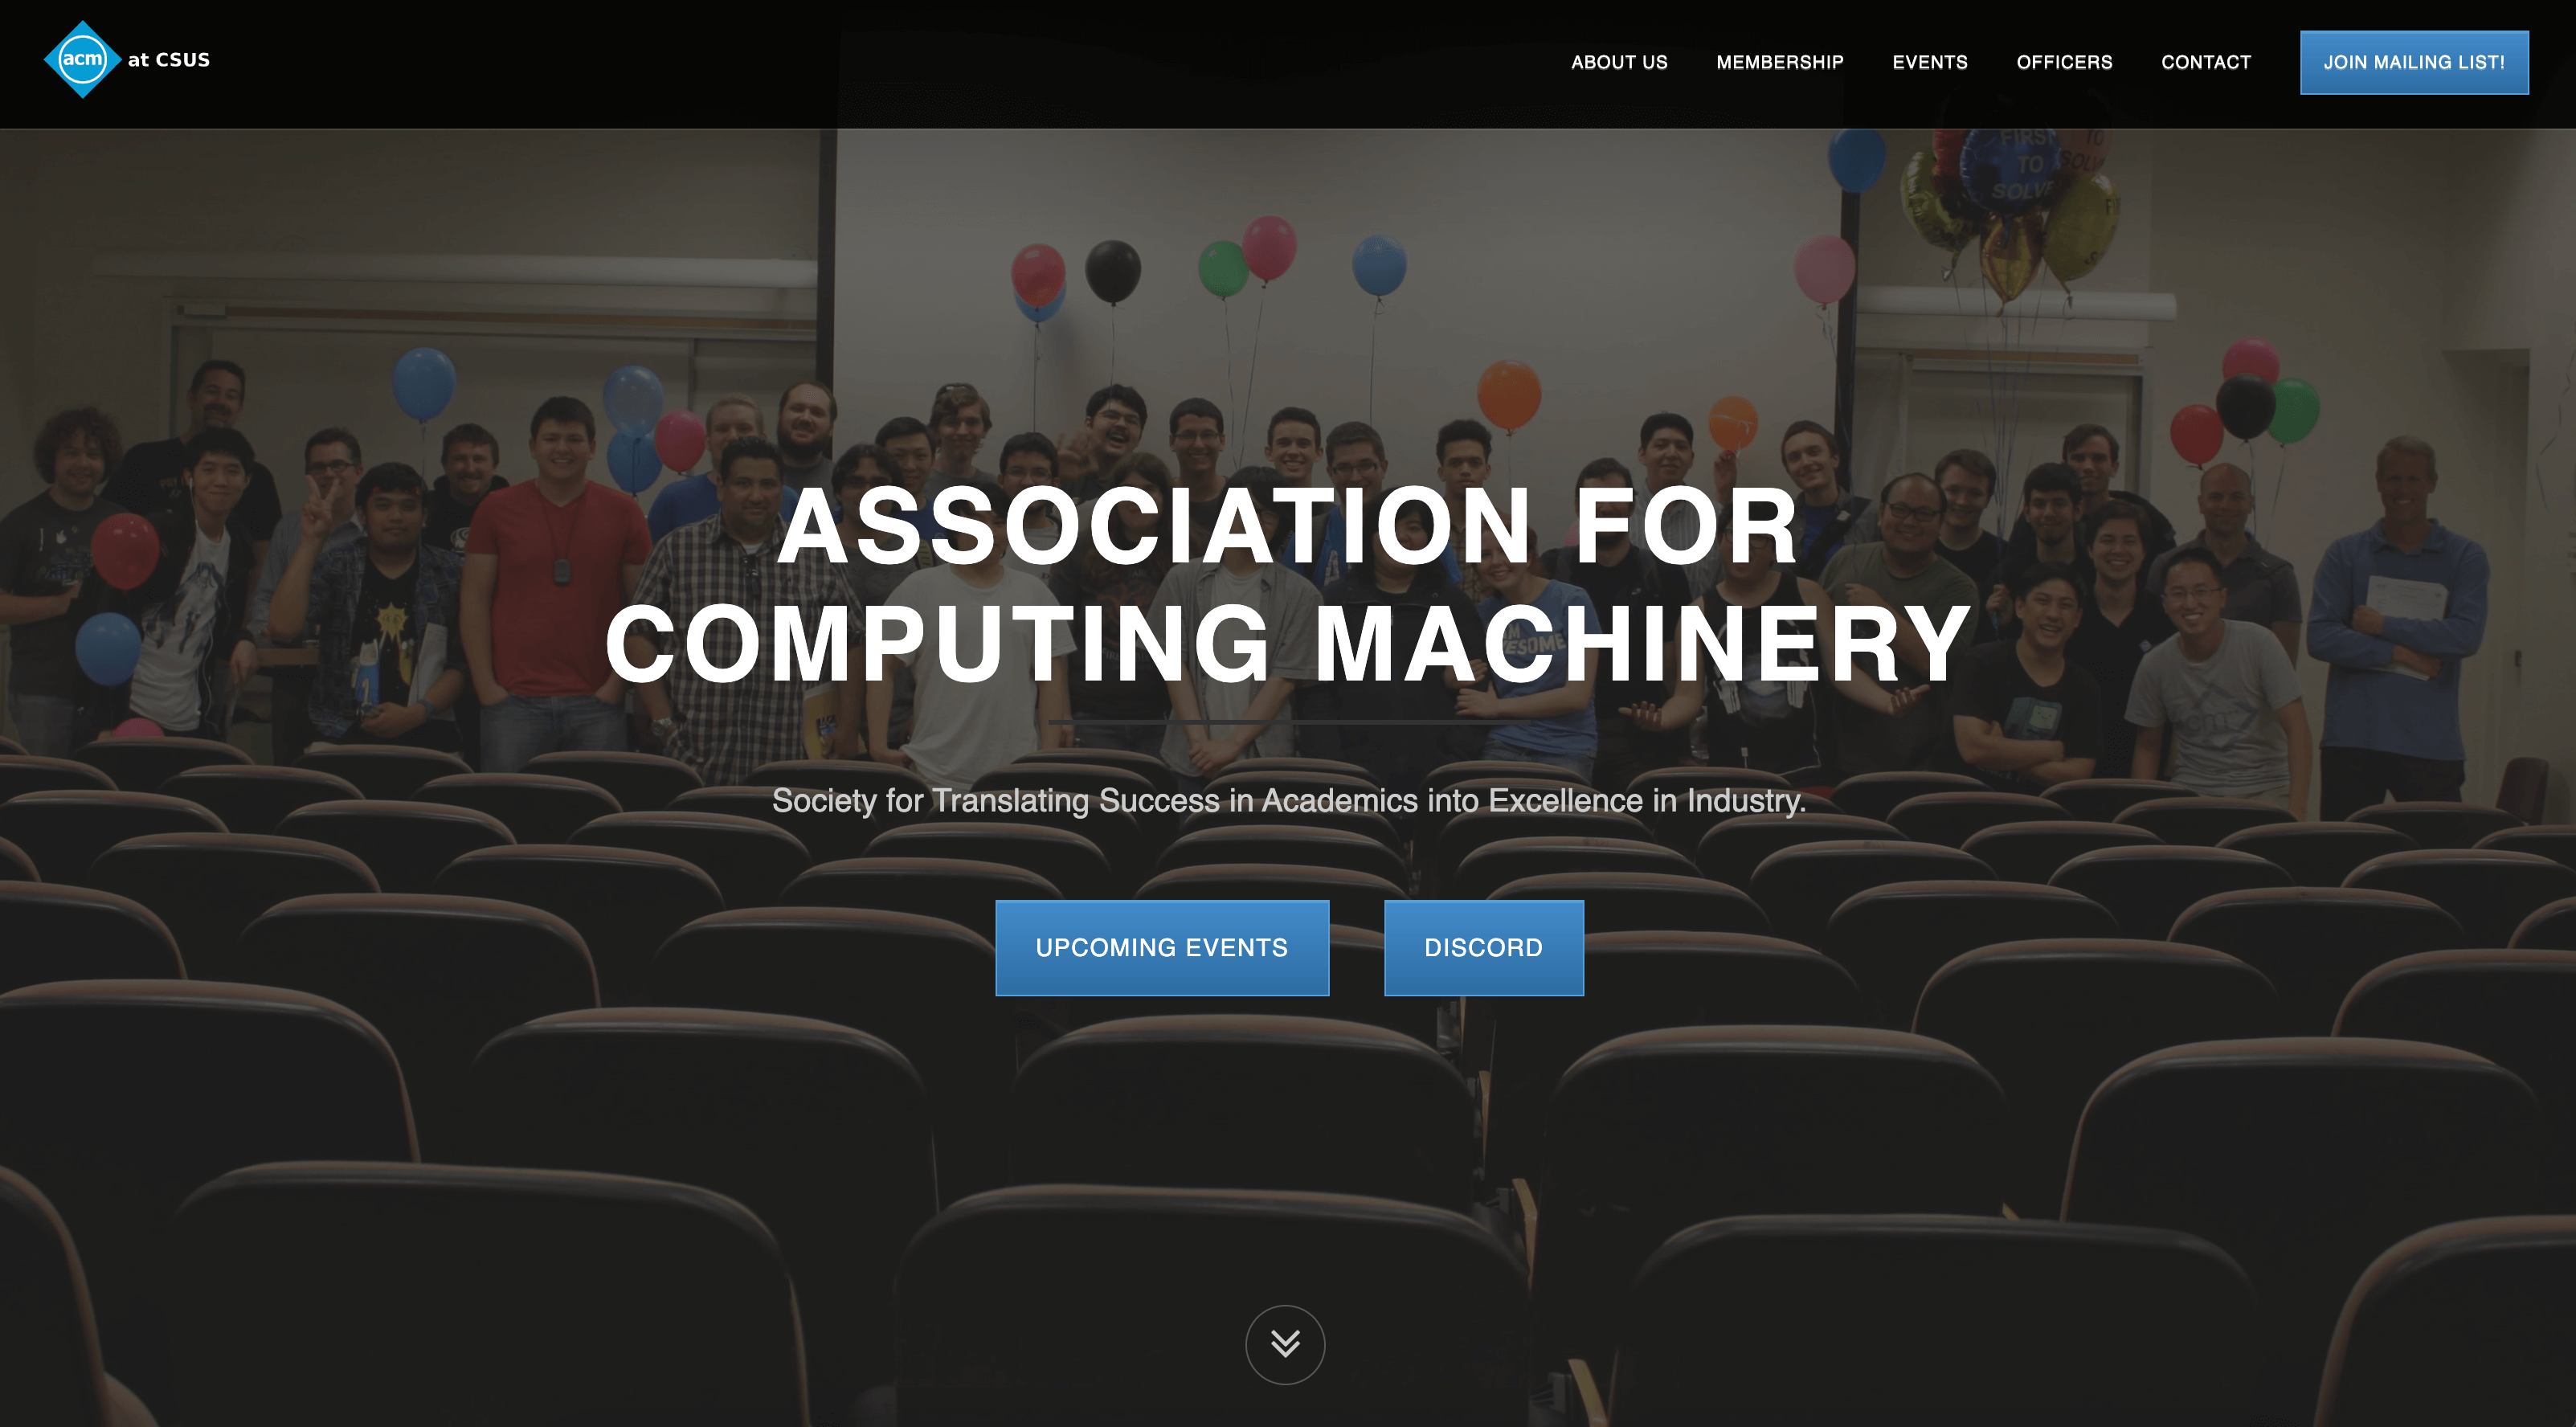 acm at CSUS
ABOUT US MEMBERSHIP EVENTS OFFICERS CONTACT JOIN MAILING LIST!
FIRST
TO
SOLVE
TO
ASSOCIATION FOR
COMPUTING MACHINERY
Society for Translating Success in Academics into Excellence in Industry.
UPCOMING EVENTS DISCORD